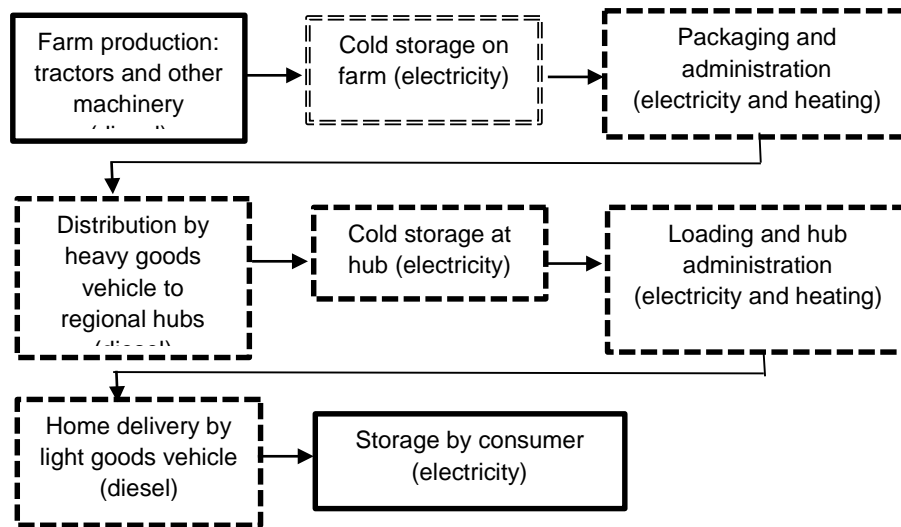 Farm production:
tractors and other
machinery
(diesel)
Cold storage on
farm (electricity)
Packaging and
administration
(electricity and heating)
Distribution by
heavy goods
vehicle to
regional hubs
(diesel)
Cold storage at
hub (electricity)
Loading and hub
administration
(electricity and heating)
Home delivery by
light goods vehicle
(diesel)
Storage by consumer
(electricity)